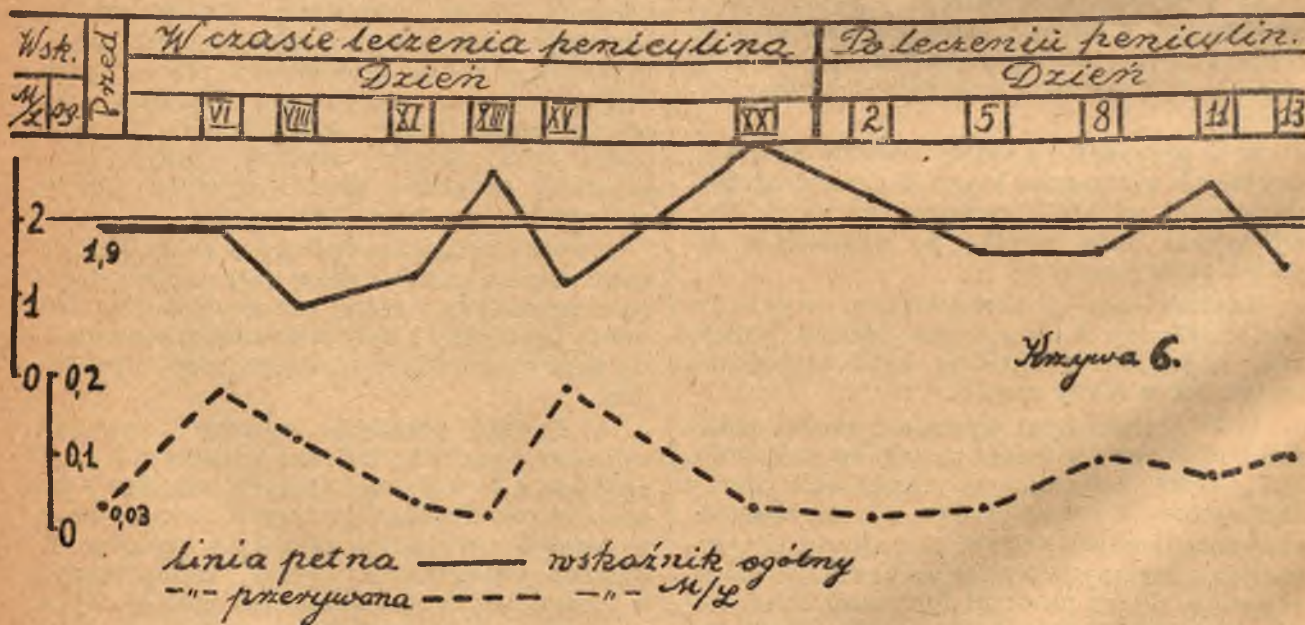 Wsk. Przed W czasie leczenia penicyliną Po leczeniu penicylin.
Dzień Dzień
M/L og. VI VIII XI XIII XV XX 2 5 8 11 13
2
1,9
1
0 0,2
Krzywa 6.
0,1
0,03
0
linia pełna wskaźnik ogólny
-"- przerywana -"- M/L